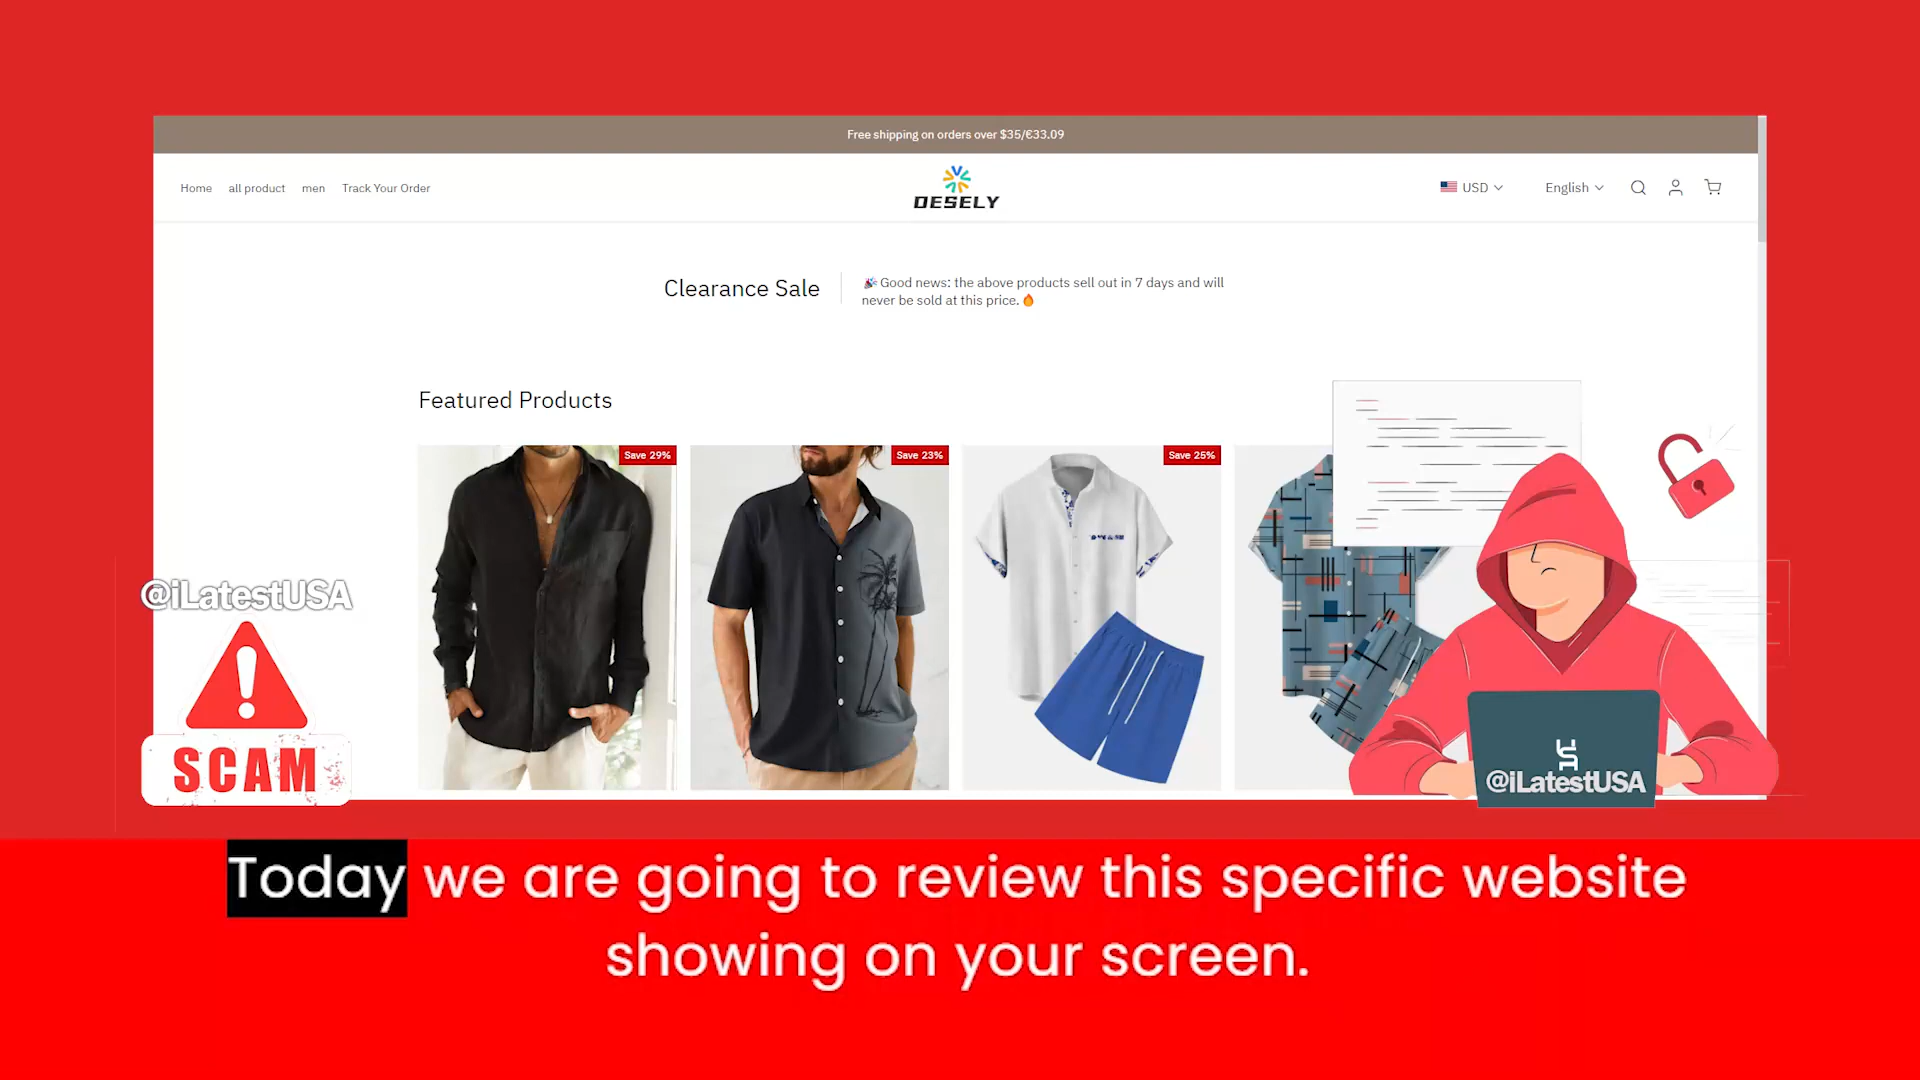 Free shipping on orders over $35/€33.09
Home all product men Track Your Order
DESELY
USD English
Clearance Sale
🎉 Good news: the above products sell out in 7 days and will
never be sold at this price. 🔥
Featured Products
Save 29%
Save 23%
Save 25%
@iLatestUSA
SCAM
@iLatestUSA
Today we are going to review this specific website
showing on your screen.